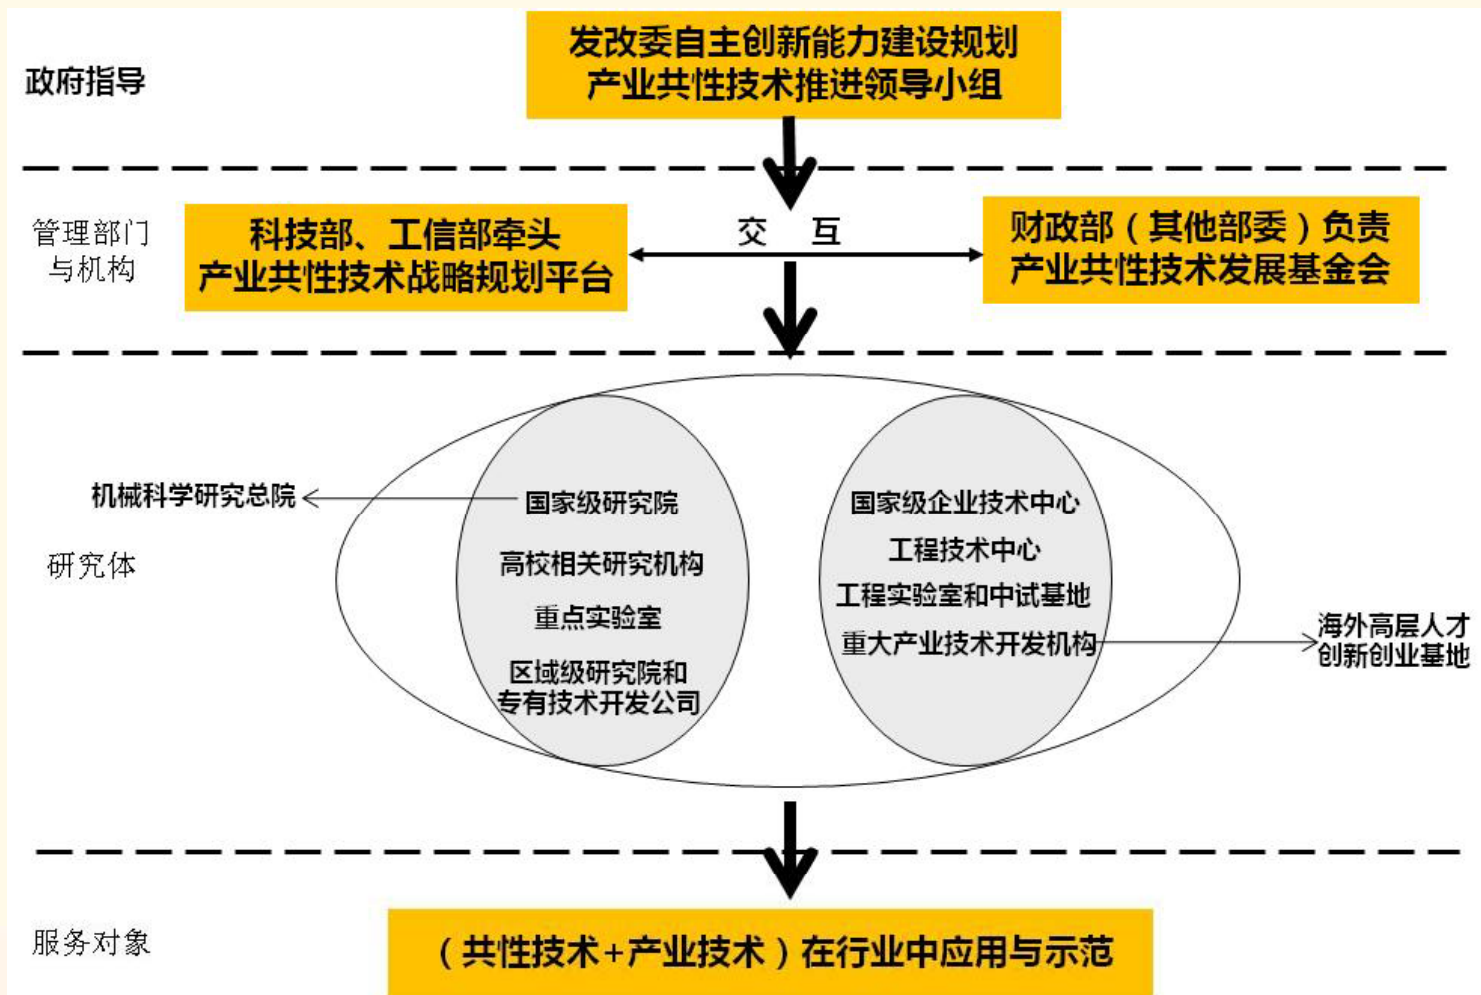 发改委自主创新能力建设规划
产业共性技术推进领导小组
政府指导
管理部门
与机构
科技部、工信部牵头
产业共性技术战略规划平台
交 互
财政部（其他部委）负责
产业共性技术发展基金会
研究体
机械科学研究总院
国家级研究院
高校相关研究机构
重点实验室
区域级研究院和
专有技术开发公司
国家级企业技术中心
工程技术中心
工程实验室和中试基地
重大产业技术开发机构
海外高层人才
创新创业基地
服务对象
（共性技术+产业技术）在行业中应用与示范